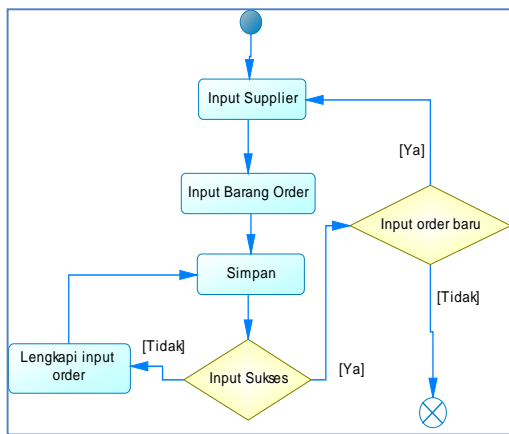 Input Supplier
[Ya]
Input Barang Order
Input order baru
Simpan
[Tidak]
[Tidak]
Lengkapi input
order
Input Sukses
[Ya]